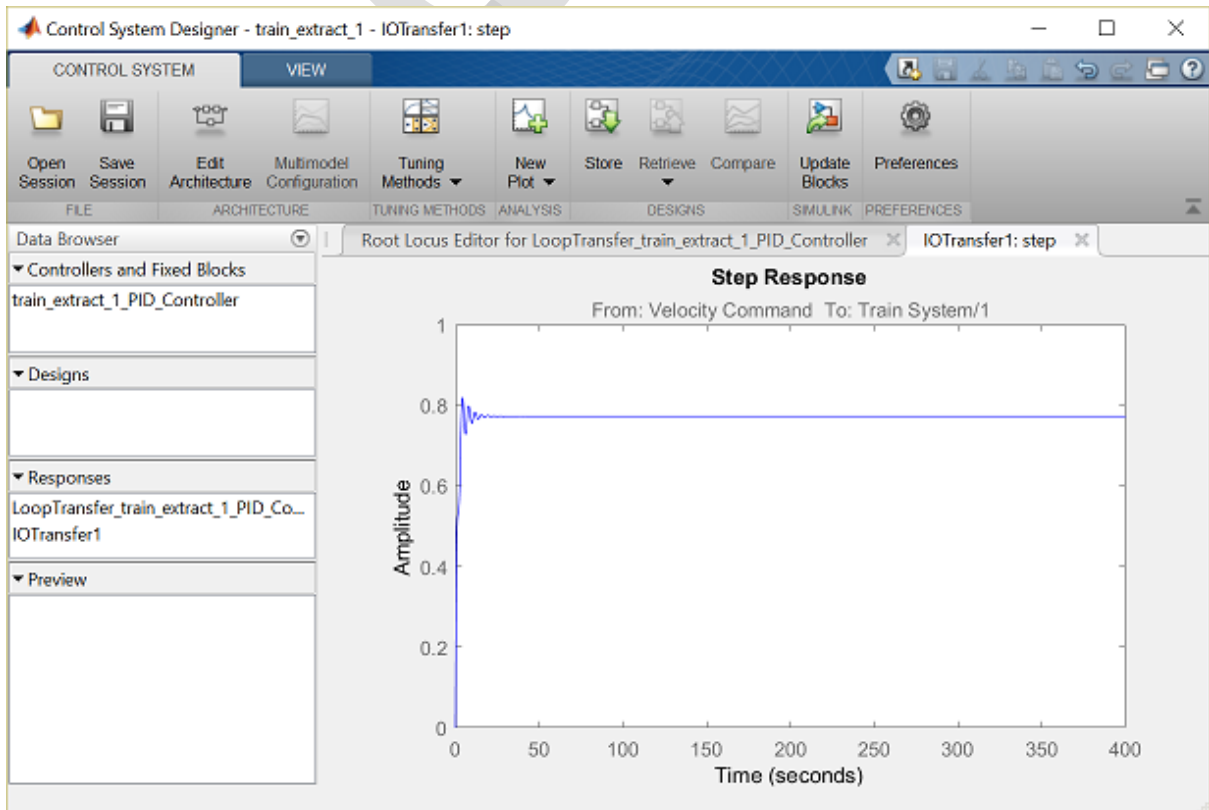 Control System Designer - train_extract_1 - IOTransfer1: step
CONTROL SYSTEM
VIEW
Open Session
Save Session
Edit Architecture
Multimodel Configuration
Tuning Methods
New Plot
Store
Retrieve
Compare
Update Blocks
Preferences
FILE
ARCHITECTURE
TUNING METHODS
ANALYSIS
DESIGNS
SIMULINK
PREFERENCES
Data Browser
Controllers and Fixed Blocks
train_extract_1_PID_Controller
Designs
Responses
LoopTransfer_train_extract_1_PID_Co...
IOTransfer1
Preview
Root Locus Editor for LoopTransfer_train_extract_1_PID_Controller
IOTransfer1: step
Step Response
From: Velocity Command To: Train System/1
Amplitude
1
0.8
0.6
0.4
0.2
0
0 50 100 150 200 250 300 350 400
Time (seconds)